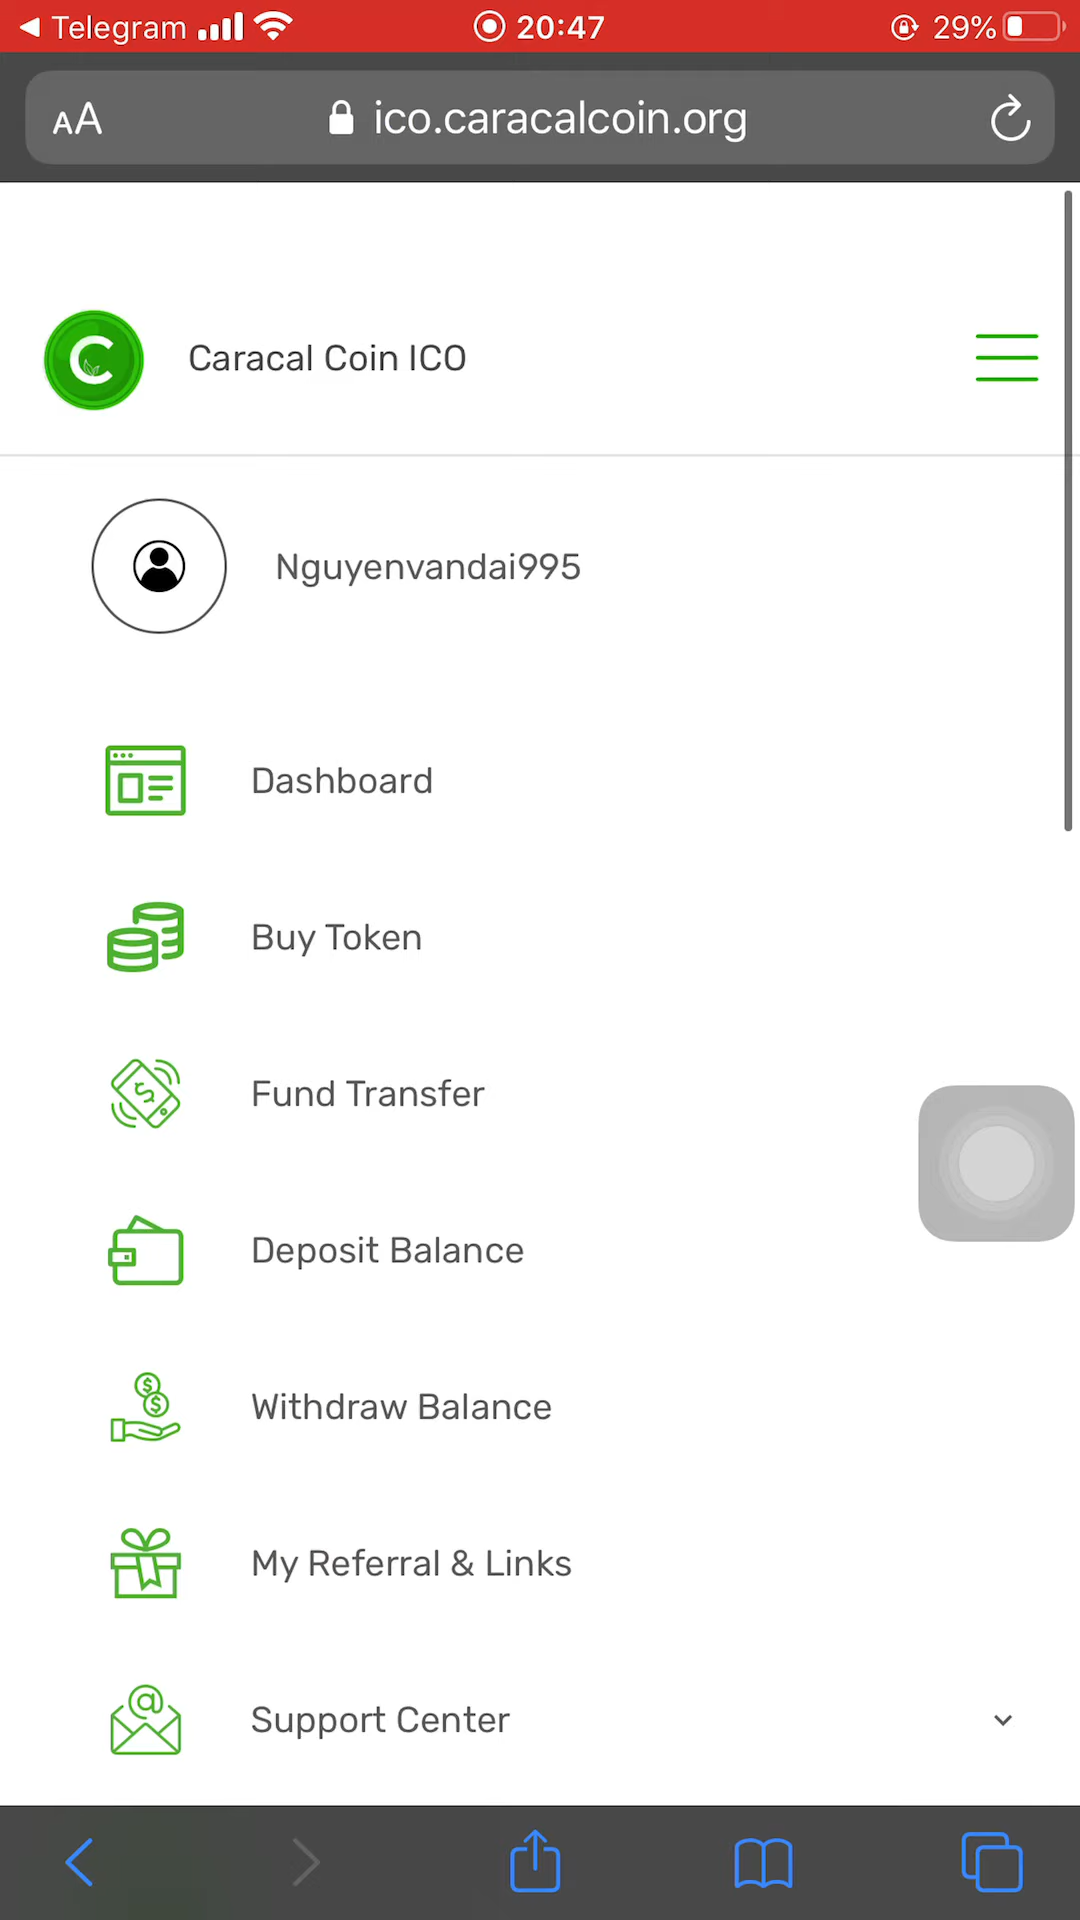 Telegram 20:47 29%
AA ico.caracalcoin.org
C Caracal Coin ICO
Nguyenvandai995
Dashboard
Buy Token
$ Fund Transfer
Deposit Balance
$ $ Withdraw Balance
My Referral & Links
@ Support Center